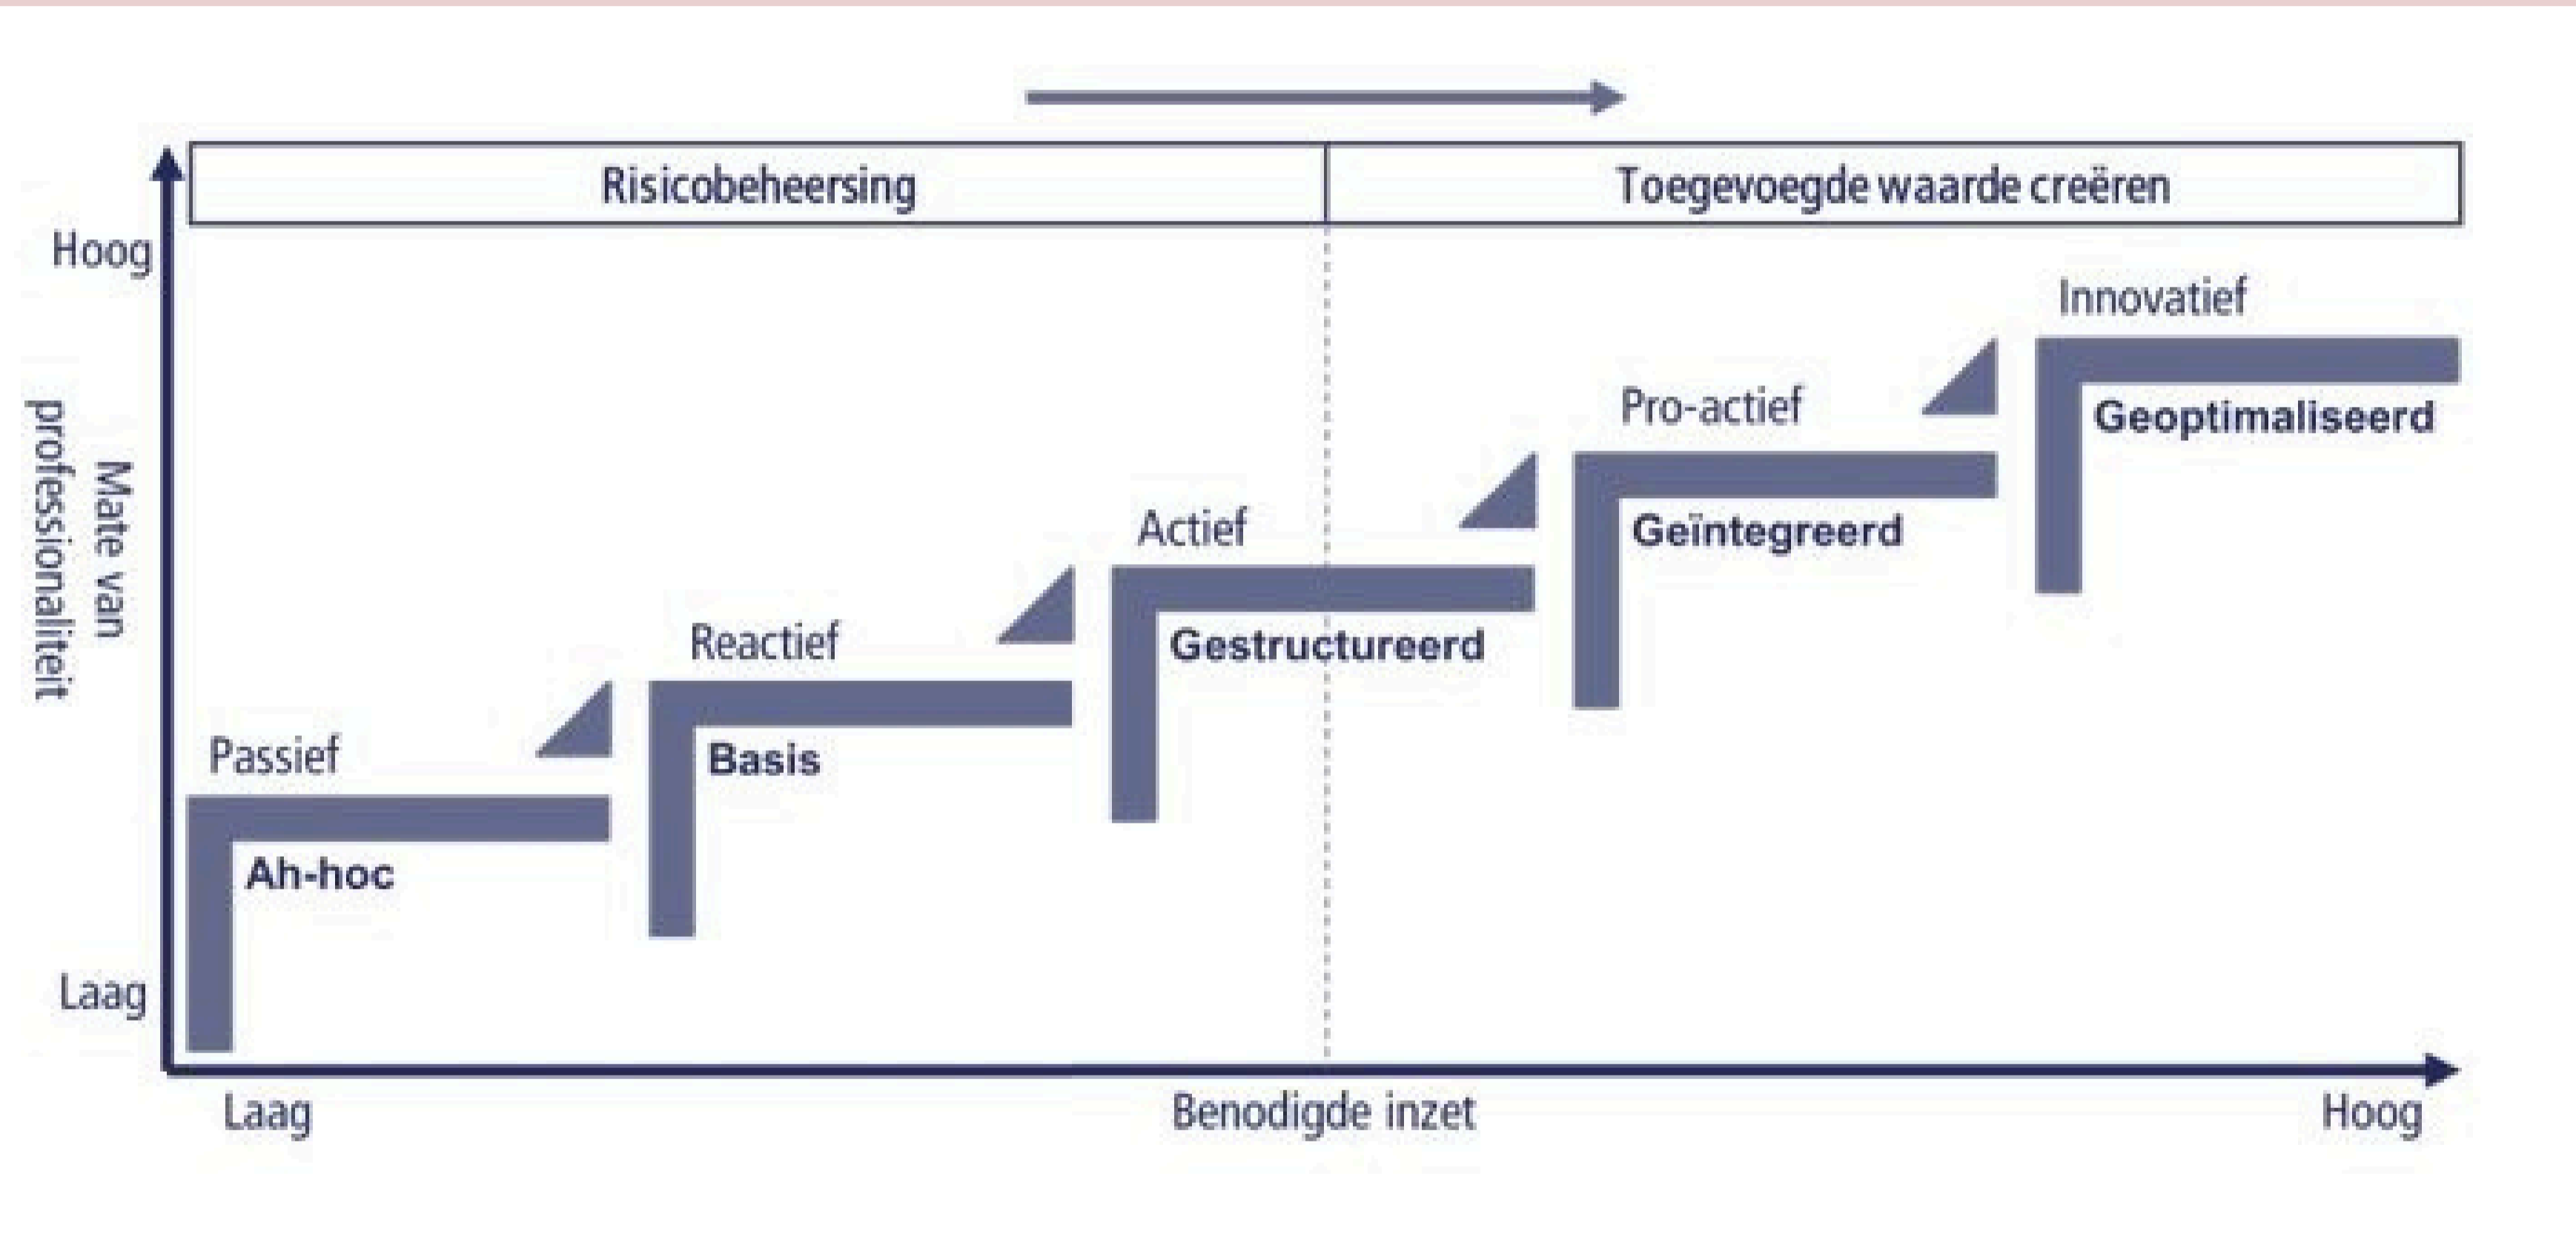 Risicobeheersing
Toegevoegde waarde creëren
Hoog
Innovatief
Geoptimaliseerd
Pro-actief
Geïntegreerd
Actief
Gestructureerd
Reactief
Basis
Passief
Ah-hoc
Mate van
professionaliteit
Laag
Laag
Benodigde inzet
Hoog